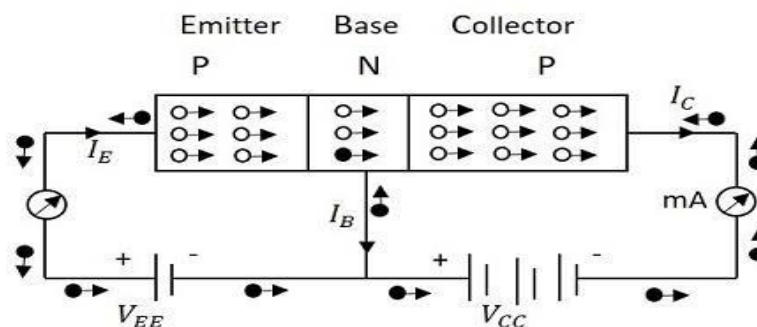 Emitter Base Collector
P N P
I_E I_C
I_B mA
+ - + -
V_EE V_CC